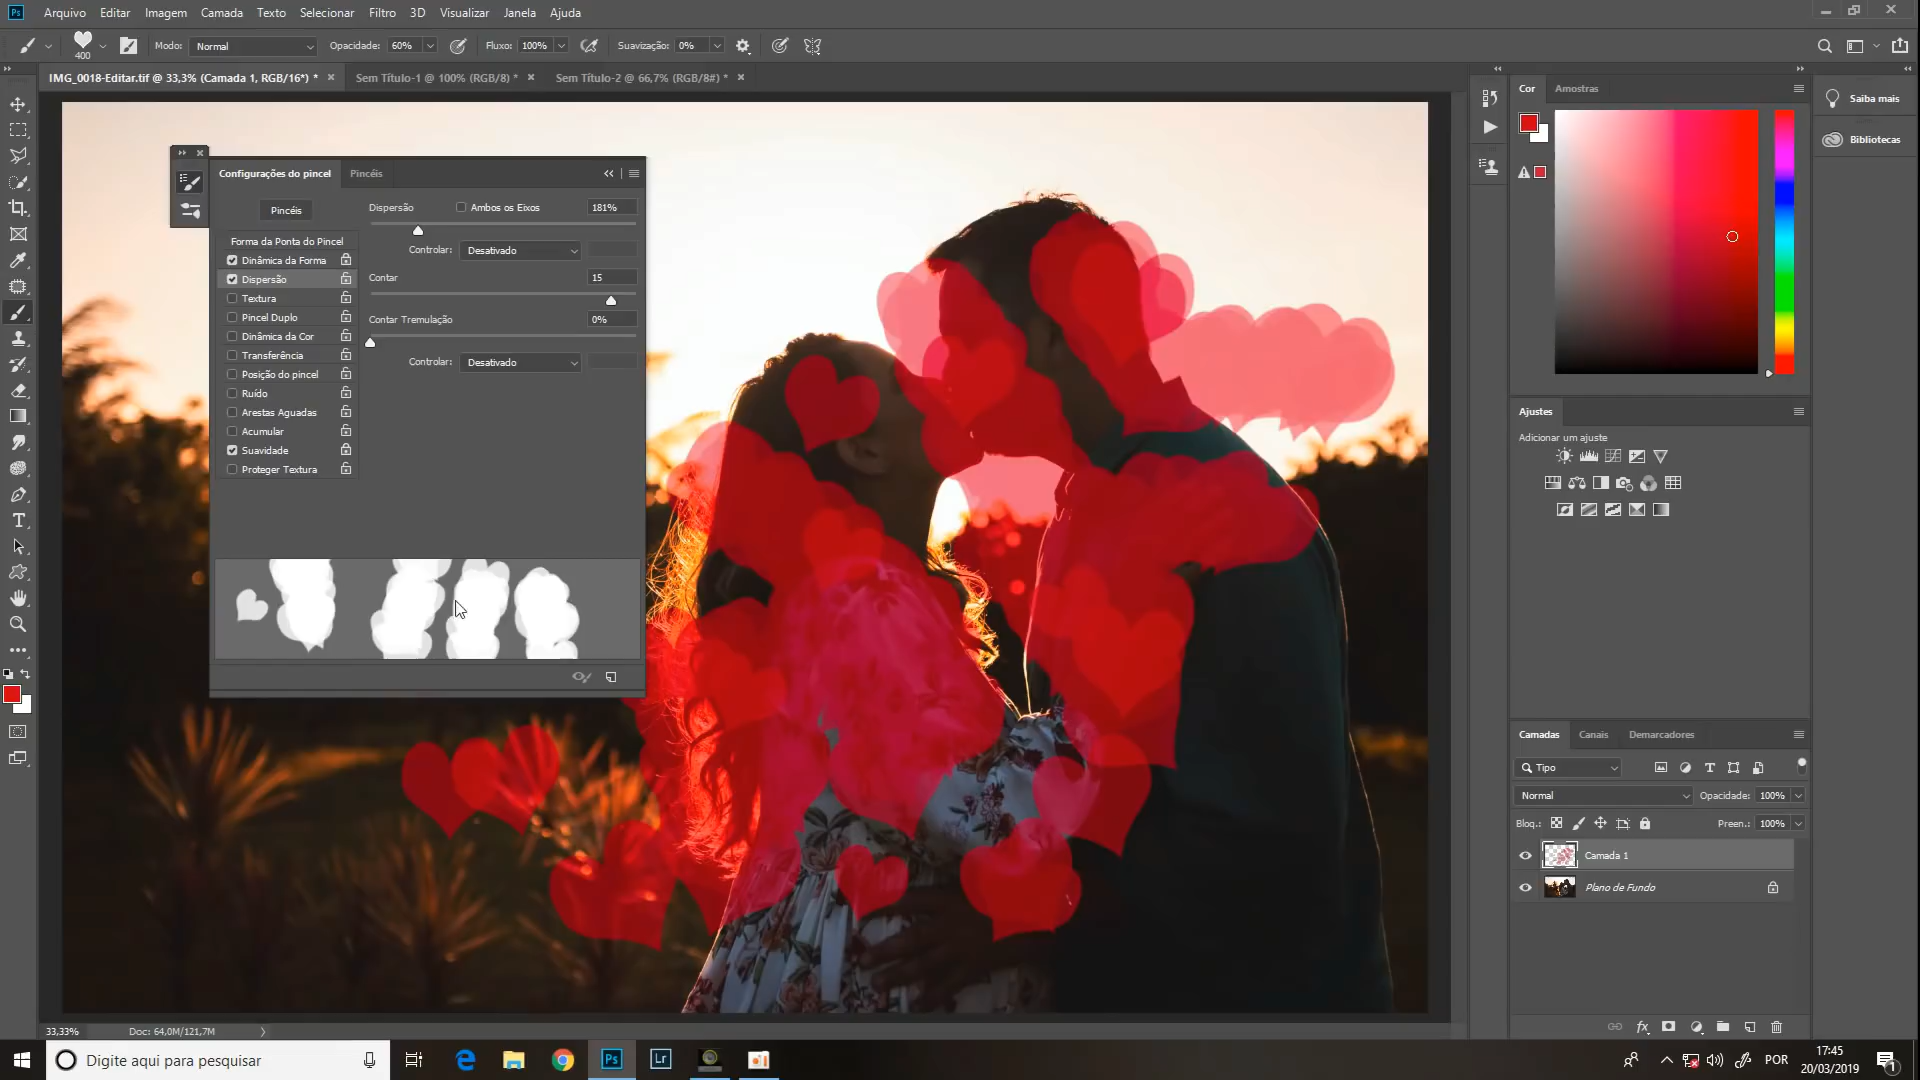 Ps Arquivo Editar Imagem Camada Texto Selecionar Filtro 3D Visualizar Janela Ajuda
400 Modo: Normal Opacidade: 60% Fluxo: 100% Suavização: 0%
IMG_0018-Editar.tif @ 33,3% (Camada 1, RGB/16*) * Sem Título-1 @ 100% (RGB/8) * Sem Título-2 @ 66,7% (RGB/8#) *
Configurações do pincel Pincéis
Pincéis
Forma da Ponta do Pincel
Dinâmica da Forma
Dispersão
Textura
Pincel Duplo
Dinâmica da Cor
Transferência
Posição do pincel
Ruído
Arestas Aguadas
Acumular
Suavidade
Proteger Textura
Dispersão Ambos os Eixos 181%
Controlar: Desativado
Contar 15
Contar Tremulação 0%
Controlar: Desativado
Cor Amostras
Saiba mais
Bibliotecas
Ajustes
Adicionar um ajuste
Camadas Canais Demarcadores
Tipo
Normal Opacidade: 100%
Bloq.: Preen.: 100%
Camada 1
Plano de Fundo
fx
33,33% Doc: 64,0M/121,7M
Digite aqui para pesquisar
Ps Lr
POR
17:45
20/03/2019
1